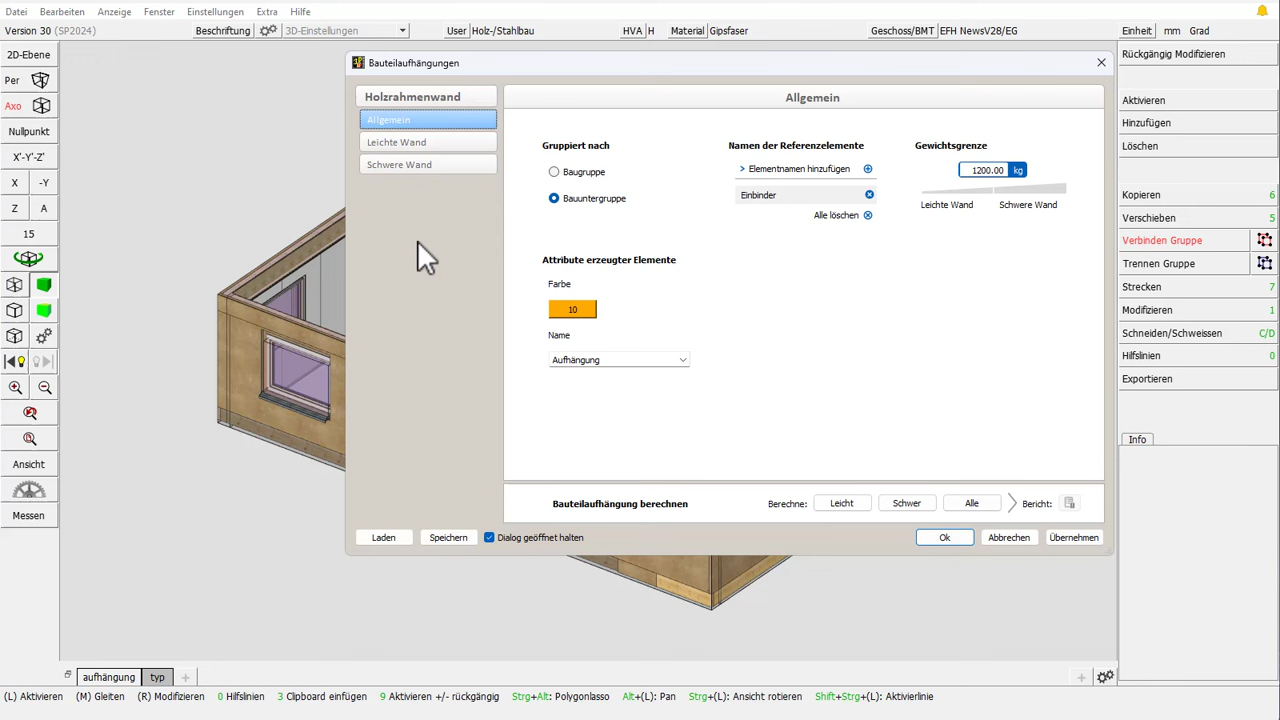 Datei Bearbeiten Anzeige Fenster Extra Hilfe
Version 30 (SP2024) Beschriftung 3D-Einstellungen User Holz-/Stahlbau HVA H Material Gipsfaser Geschoss/BMT EFH NewsV28/EG Einheit mm Grad
2D-Ebene
Per
Axo
Nullpunkt
X'-Y'-Z'
X -Y
Z A
15
Ansicht
Messen
Bauteilaufhängungen
Holzrahmenwand
Allgemein
Leichte Wand
Schwere Wand
Allgemein
Gruppiert nach
Baugruppe
Bauuntergruppe
Namen der Referenzelemente
> Elementnamen hinzufügen
Einbinder
Alle löschen
Gewichtsgrenze
1200.00 kg
Leichte Wand Schwere Wand
Attribute erzeugter Elemente
Farbe
10
Name
Aufhängung
Bauteilaufhängung berechnen Berechne: Leicht Schwer Alle Bericht:
Laden Speichern Dialog geöffnet halten Ok Abbrechen Übernehmen
Rückgängig Modifizieren
Aktivieren
Hinzufügen
Löschen
Kopieren 6
Verschieben 5
Verbinden Gruppe
Trennen Gruppe
Strecken 7
Modifizieren 1
Schneiden/Schweissen C/D
Hilfslinien 0
Exportieren
Info
aufhängung typ
(L) Aktivieren (M) Gleiten (R) Modifizieren 0 Hilfslinien 3 Clipboard einfügen 9 Aktivieren +/- rückgängig Strg+Alt: Polygonlasso Alt+(L): Pan Strg+(L): Ansicht rotieren Shift+Strg+(L): Aktivierlinie